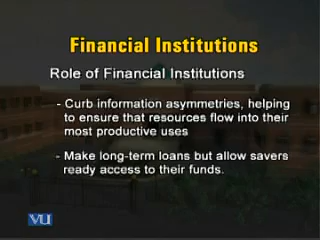 Financial Institutions
Role of Financial Institutions
- Curb information asymmetries, helping
to ensure that resources flow into their
most productive uses
- Make long-term loans but allow savers
ready access to their funds.
VU